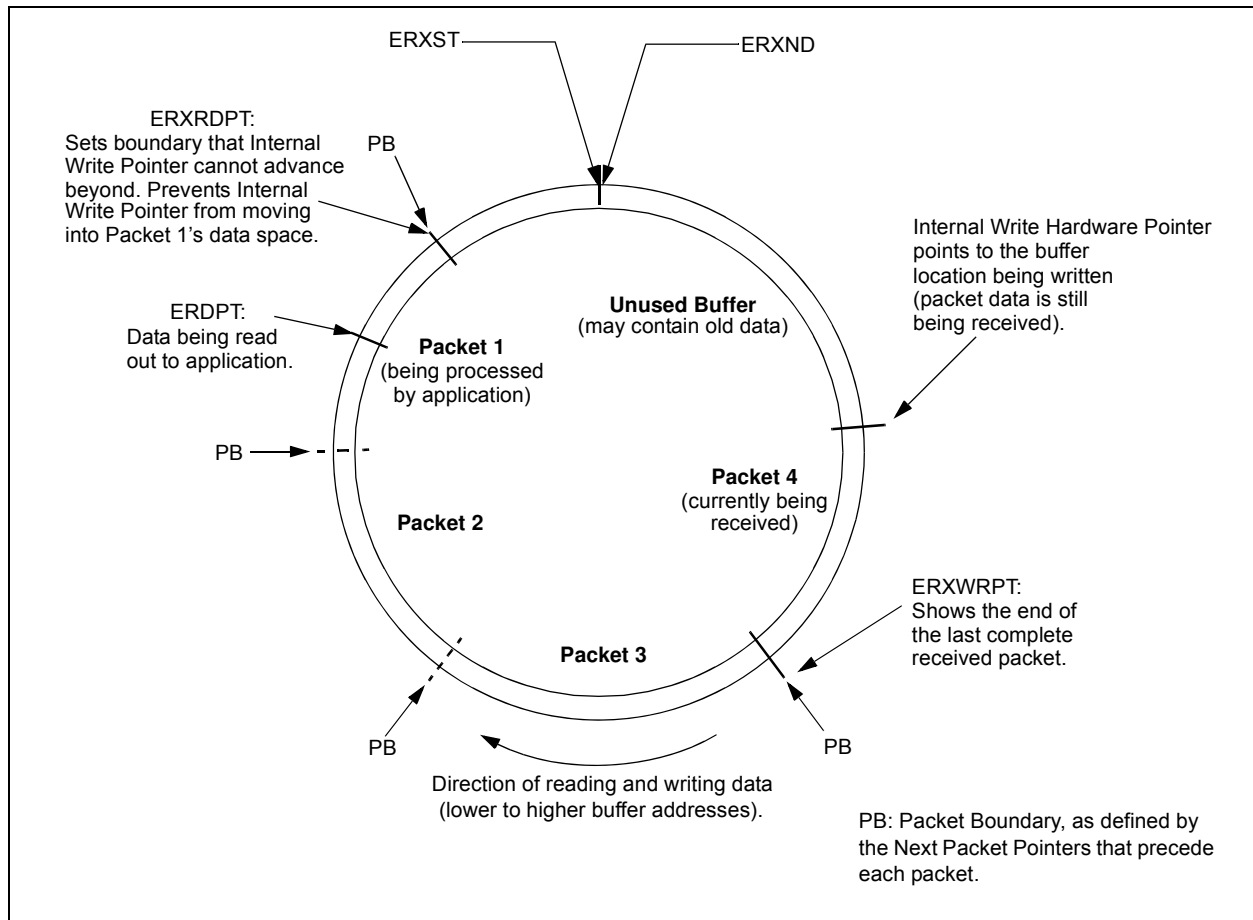 ERXST
ERXND
ERXRDPT:
Sets boundary that Internal
Write Pointer cannot advance
beyond. Prevents Internal
Write Pointer from moving
into Packet 1’s data space.
PB
Internal Write Hardware Pointer
points to the buffer
location being written
(packet data is still
being received).
Unused Buffer
(may contain old data)
ERDPT:
Data being read
out to application.
Packet 1
(being processed
by application)
PB
Packet 4
(currently being
received)
Packet 2
ERXWRPT:
Shows the end of
the last complete
received packet.
Packet 3
PB
PB
Direction of reading and writing data
(lower to higher buffer addresses).
PB: Packet Boundary, as defined by
the Next Packet Pointers that precede
each packet.